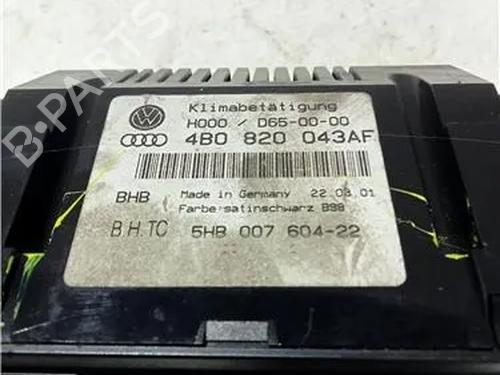 Klimabetätigung
H000 / D65-00-00
4B0 820 043AF
BHB Made in Germany 22.03.01
Farbe:satinschwarz B98
B.H.TC 5HB 007 604-22
B-PARTS